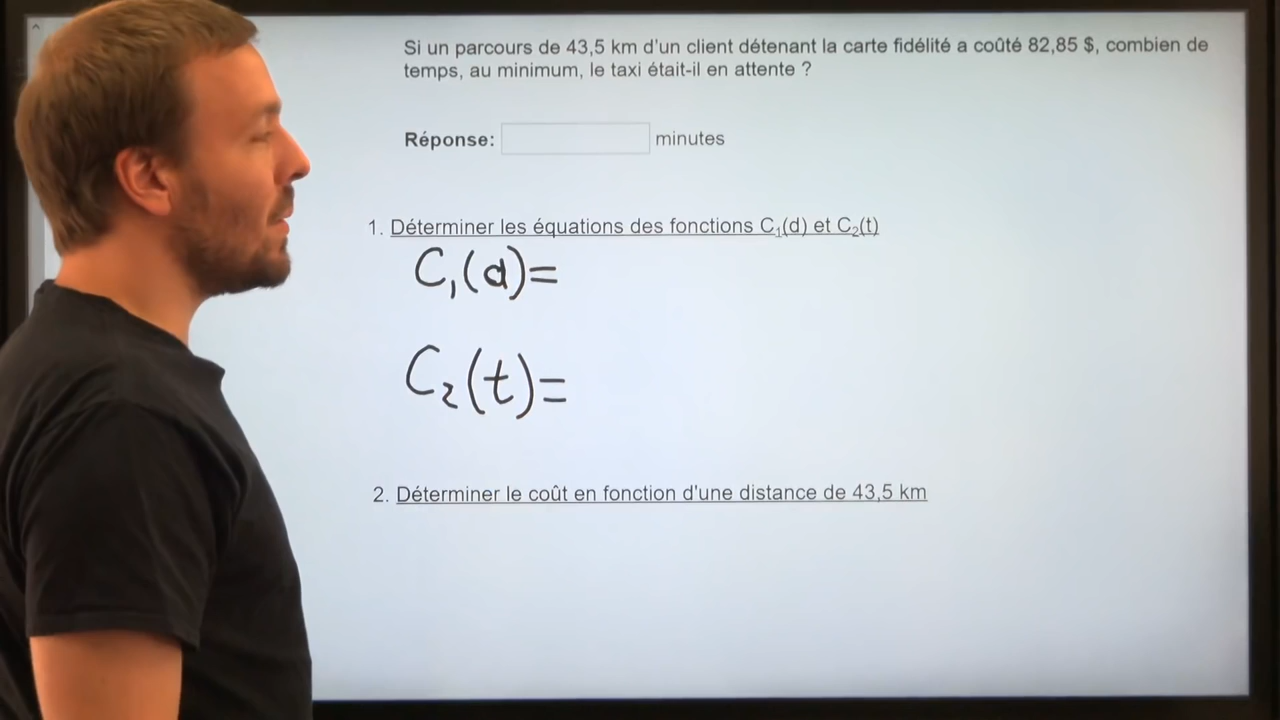 Si un parcours de 43,5 km d'un client détenant la carte fidélité a coûté 82,85 $, combien de
temps, au minimum, le taxi était-il en attente ?
Réponse: minutes
1. Déterminer les équations des fonctions C₁(d) et C₂(t)
C₁(d)=
C₂(t)=
2. Déterminer le coût en fonction d'une distance de 43,5 km